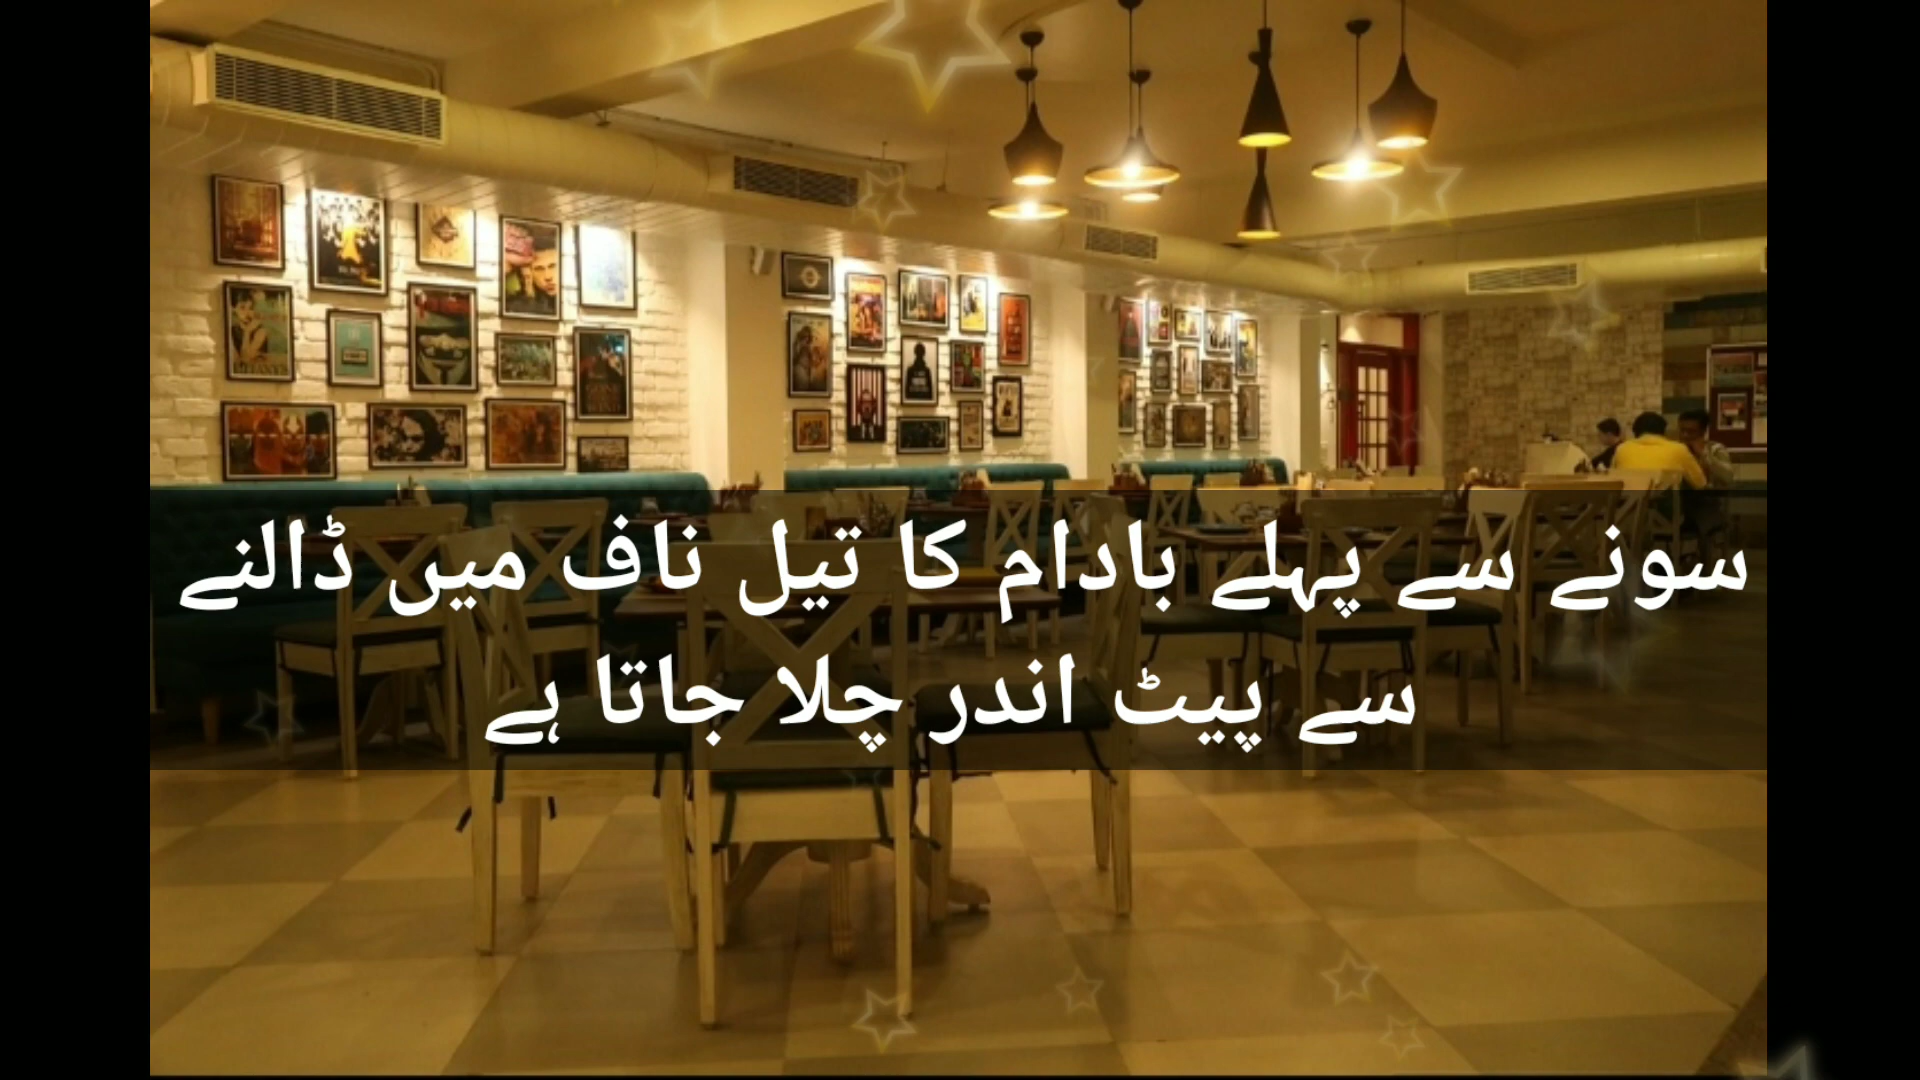 سونے سے پہلے بادام کا تیل ناف میں ڈالنے
سے پیٹ اندر چلا جاتا ہے